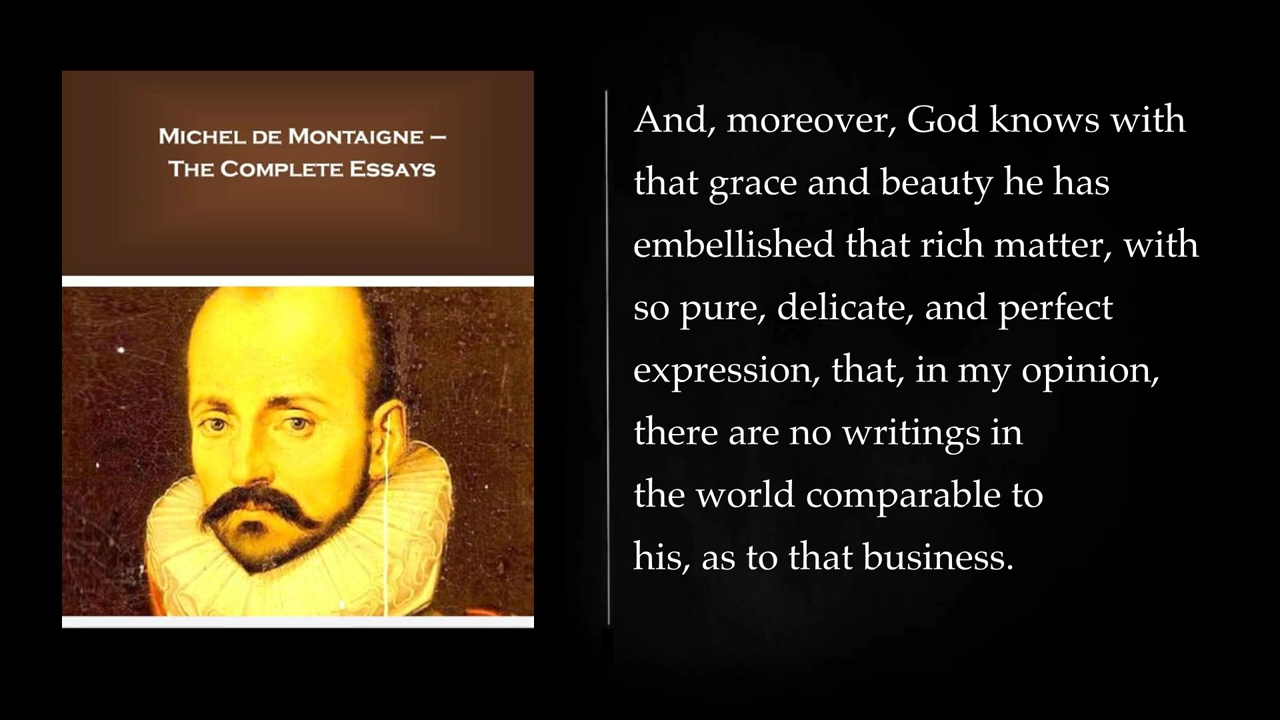 MICHEL DE MONTAIGNE –
THE COMPLETE ESSAYS
And, moreover, God knows with
that grace and beauty he has
embellished that rich matter, with
so pure, delicate, and perfect
expression, that, in my opinion,
there are no writings in
the world comparable to
his, as to that business.